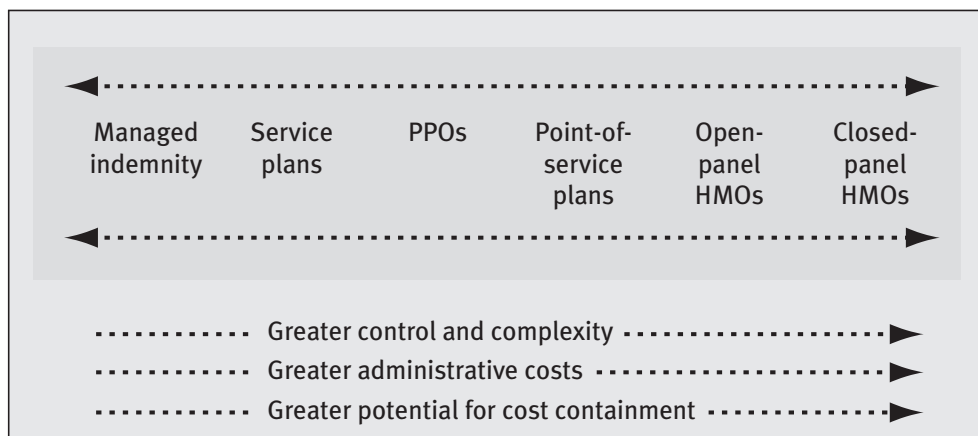 Managed indemnity
Service plans
PPOs
Point-of-service plans
Open-panel HMOs
Closed-panel HMOs
Greater control and complexity
Greater administrative costs
Greater potential for cost containment